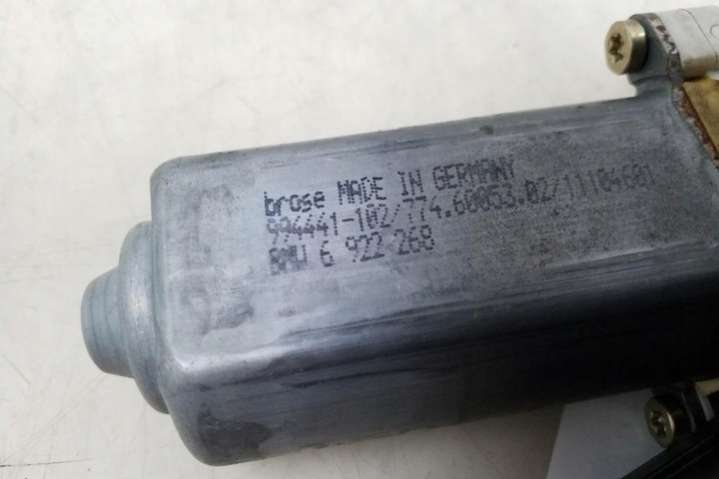 brose MADE IN GERMANY
994441-102/774.60053.02/11104601
BMW 6 922 268